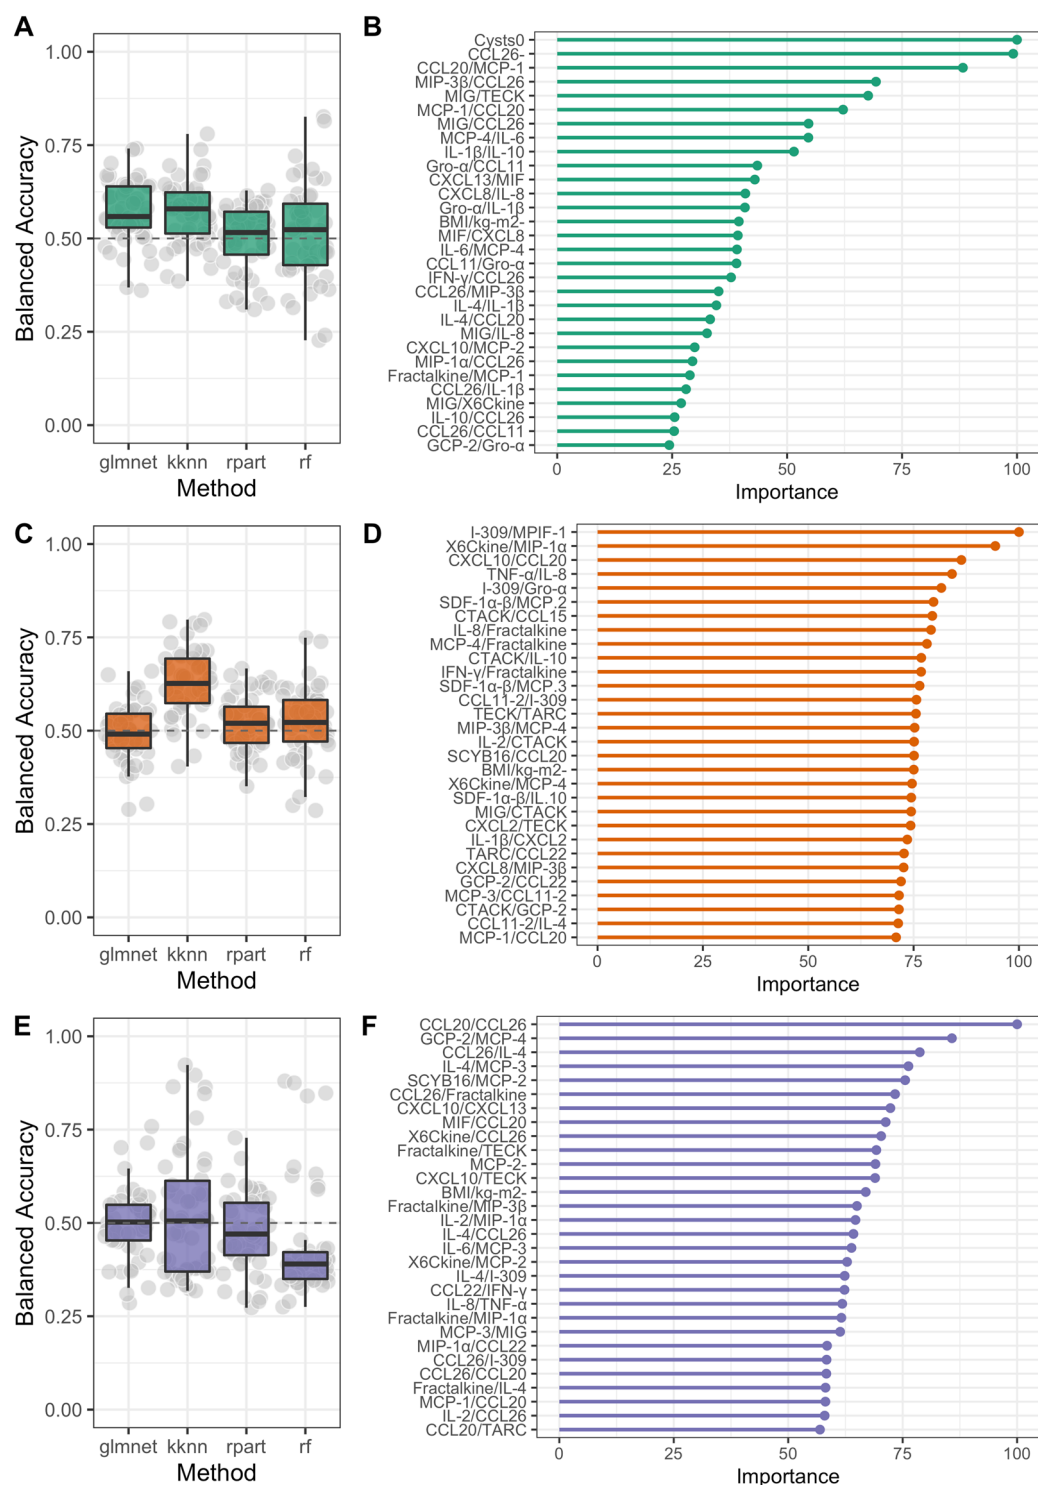 A
1.00
0.75
0.50
0.25
0.00
Balanced Accuracy
glmnet kknn rpart rf
Method
B
Cysts0
CCL26-
CCL20/MCP-1
MIP-3β/CCL26
MIG/TECK
MCP-1/CCL20
MIG/CCL26
MCP-4/IL-6
IL-1β/IL-10
Gro-α/CCL11
CXCL13/MIF
CXCL8/IL-8
Gro-α/IL-1β
BMI/kg-m2-
MIF/CXCL8
IL-6/MCP-4
CCL11/Gro-α
IFN-γ/CCL26
CCL26/MIP-3β
IL-4/IL-1β
IL-4/CCL20
MIG/IL-8
CXCL10/MCP-2
MIP-1α/CCL26
Fractalkine/MCP-1
CCL26/IL-1β
MIG/X6Ckine
IL-10/CCL26
CCL26/CCL11
GCP-2/Gro-α
0 25 50 75 100
Importance
C
1.00
0.75
0.50
0.25
0.00
Balanced Accuracy
glmnet kknn rpart rf
Method
D
I-309/MPIF-1
X6Ckine/MIP-1α
CXCL10/CCL20
TNF-α/IL-8
I-309/Gro-α
SDF-1α-β/MCP.2
CTACK/CCL15
IL-8/Fractalkine
MCP-4/Fractalkine
CTACK/IL-10
IFN-γ/Fractalkine
SDF-1α-β/MCP.3
CCL11-2/I-309
TECK/TARC
MIP-3β/MCP-4
IL-2/CTACK
SCYB16/CCL20
BMI/kg-m2-
X6Ckine/MCP-4
SDF-1α-β/IL.10
MIG/CTACK
CXCL2/TECK
IL-1β/CXCL2
TARC/CCL22
CXCL8/MIP-3β
GCP-2/CCL22
MCP-3/CCL11-2
CTACK/GCP-2
CCL11-2/IL-4
MCP-1/CCL20
0 25 50 75 100
Importance
E
1.00
0.75
0.50
0.25
0.00
Balanced Accuracy
glmnet kknn rpart rf
Method
F
CCL20/CCL26
GCP-2/MCP-4
CCL26/IL-4
IL-4/MCP-3
SCYB16/MCP-2
CCL26/Fractalkine
CXCL10/CXCL13
MIF/CCL20
X6Ckine/CCL26
Fractalkine/TECK
MCP-2-
CXCL10/TECK
BMI/kg-m2-
Fractalkine/MIP-3β
IL-2/MIP-1α
IL-4/CCL26
IL-6/MCP-3
X6Ckine/MCP-2
IL-4/I-309
CCL22/IFN-γ
IL-8/TNF-α
Fractalkine/MIP-1α
MCP-3/MIG
MIP-1α/CCL22
CCL26/I-309
CCL26/CCL20
Fractalkine/IL-4
MCP-1/CCL20
IL-2/CCL26
CCL20/TARC
0 25 50 75 100
Importance